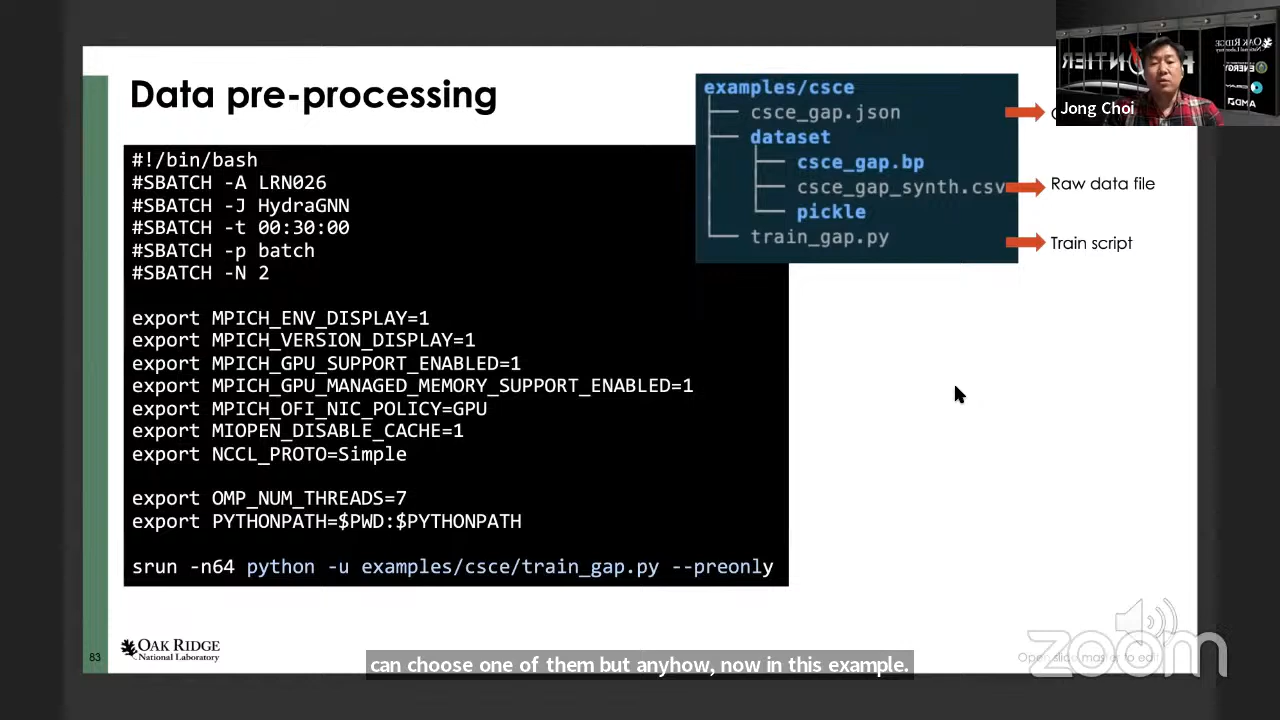 Data pre-processing
#!/bin/bash
#SBATCH -A LRN026
#SBATCH -J HydraGNN
#SBATCH -t 00:30:00
#SBATCH -p batch
#SBATCH -N 2
export MPICH_ENV_DISPLAY=1
export MPICH_VERSION_DISPLAY=1
export MPICH_GPU_SUPPORT_ENABLED=1
export MPICH_GPU_MANAGED_MEMORY_SUPPORT_ENABLED=1
export MPICH_OFI_NIC_POLICY=GPU
export MIOPEN_DISABLE_CACHE=1
export NCCL_PROTO=Simple
export OMP_NUM_THREADS=7
export PYTHONPATH=$PWD:$PYTHONPATH
srun -n64 python -u examples/csce/train_gap.py --preonly
examples/csce
csce_gap.json
dataset
csce_gap.bp
csce_gap_synth.csv
pickle
train_gap.py
Raw data file
Train script
Jong Choi
83
OAK RIDGE
National Laboratory
can choose one of them but anyhow, now in this example.
zoom